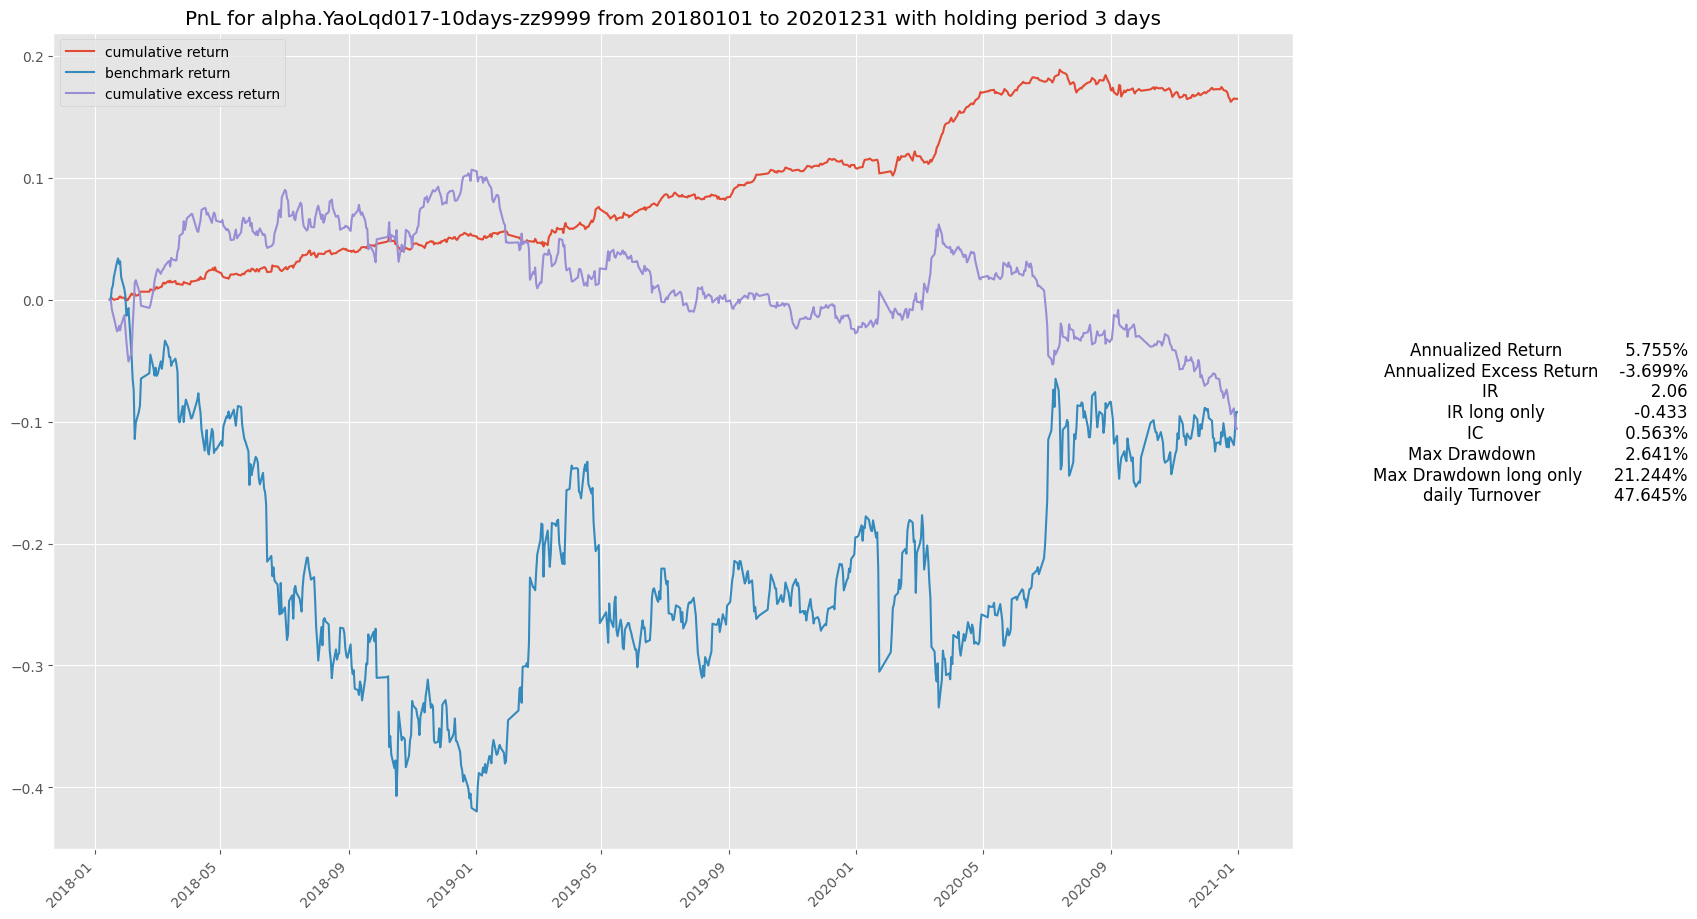 PnL for alpha.YaoLqd017-10days-zz9999 from 20180101 to 20201231 with holding period 3 days
cumulative return
benchmark return
cumulative excess return
0.2
0.1
0.0
−0.1
−0.2
−0.3
−0.4
2018-01
2018-05
2018-09
2019-01
2019-05
2019-09
2020-01
2020-05
2020-09
2021-01
Annualized Return 5.755%
Annualized Excess Return -3.699%
IR 2.06
IR long only -0.433
IC 0.563%
Max Drawdown 2.641%
Max Drawdown long only 21.244%
daily Turnover 47.645%